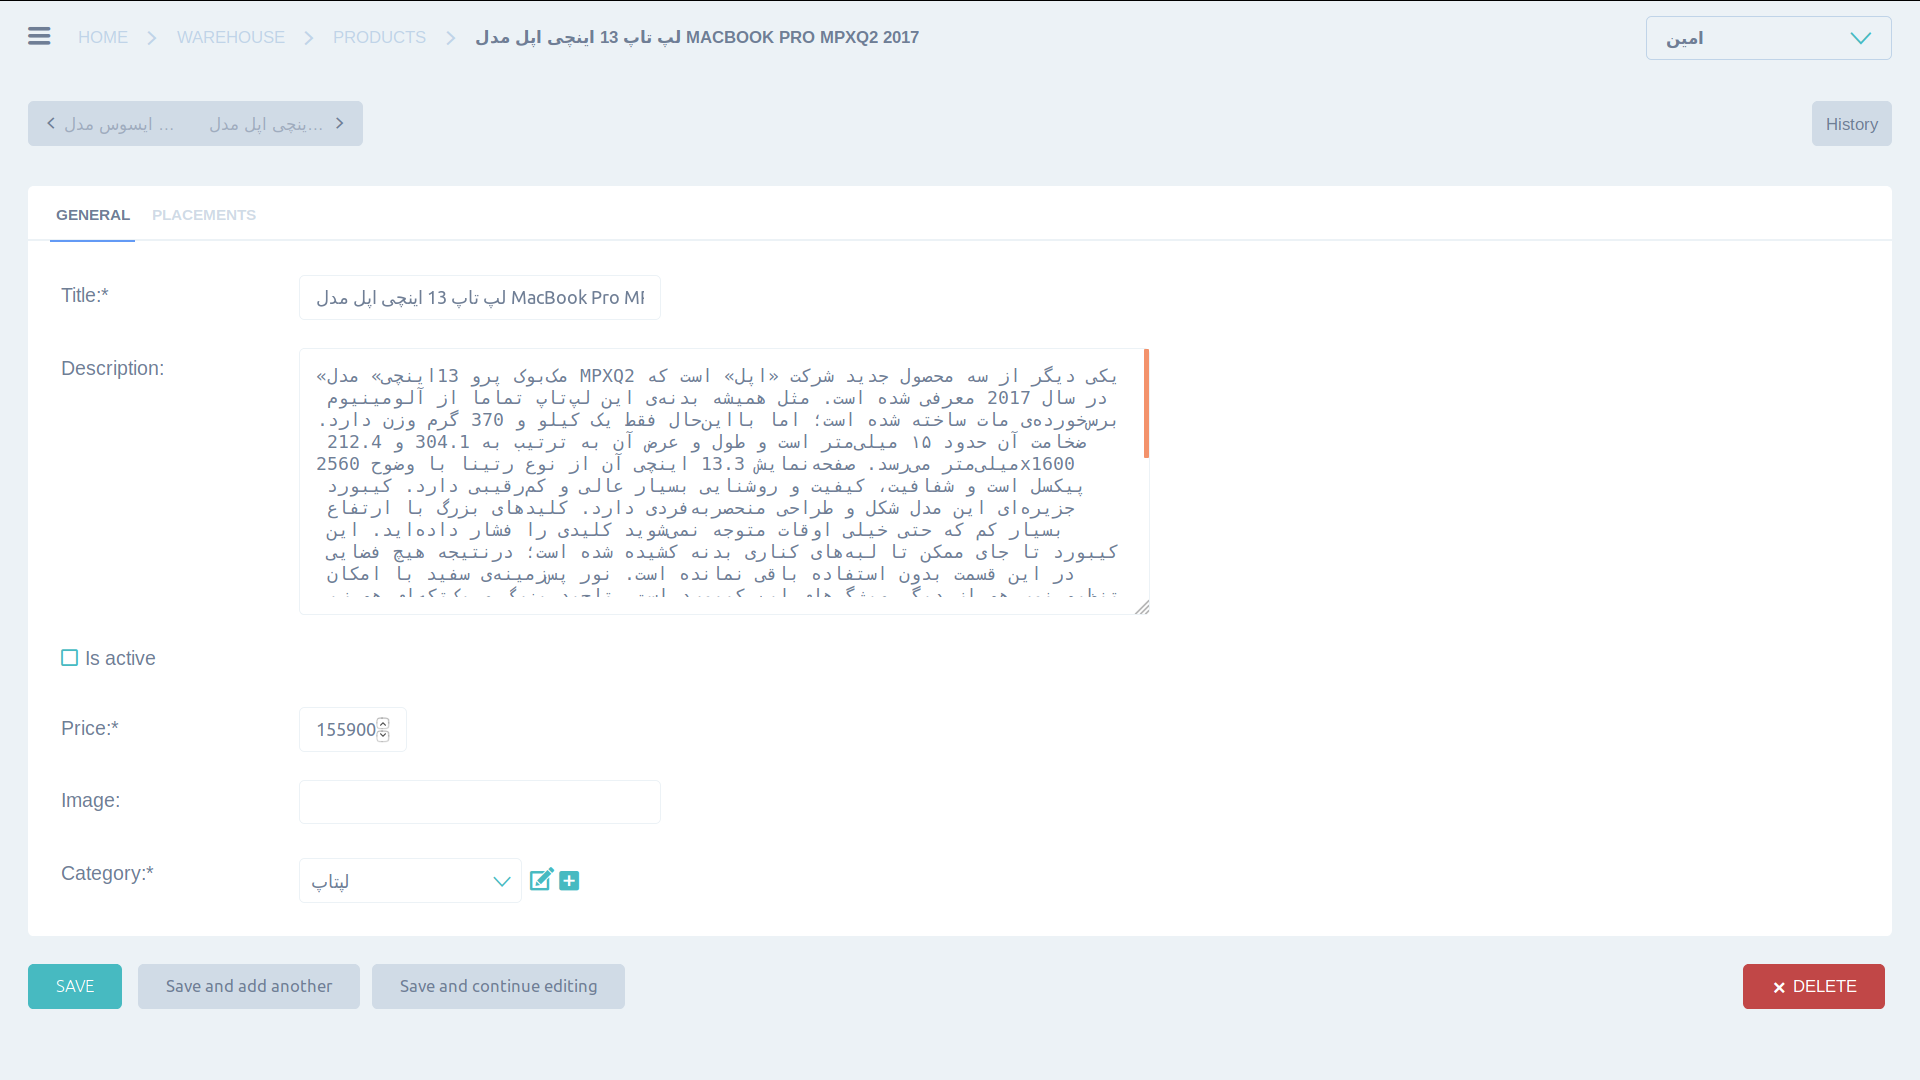 HOME > WAREHOUSE > PRODUCTS > لپ تاپ 13 اینچی اپل مدل MACBOOK PRO MPXQ2 2017
امین
ایسوس مدل ...
...ینچی اپل مدل
History
GENERAL PLACEMENTS
Title:*
لپ تاپ 13 اینچی اپل مدل MacBook Pro
Description:
یکی دیگر از سه محصول جدید شرکت «اپل» است که MPXQ2 مک‌بوک پرو 13اینچی» مدل»
در سال 2017 معرفی شده است. مثل همیشه بدنه‌ی این لپ‌تاپ تماما از آلومینیوم
برس‌خورده‌ی مات ساخته شده است؛ اما بااین‌حال فقط یک کیلو و 370 گرم وزن دارد.
ضخامت آن حدود ۱۵ میلی‌متر است و طول و عرض آن به ترتیب به 304.1 و 212.4
میلی‌متر می‌رسد. صفحه‌نمایش 13.3 اینچی آن از نوع رتینا با وضوح 2560x1600
پیکسل است و شفافیت، کیفیت و روشنایی بسیار عالی و کم‌رقیبی دارد. کیبورد
جزیره‌ای این مدل شکل و طراحی منحصربه‌فردی دارد. کلیدهای بزرگ با ارتفاع
بسیار کم که حتی خیلی اوقات متوجه نمی‌شوید کلیدی را فشار داده‌اید. این
کیبورد تا جای ممکن تا لبه‌های کناری بدنه کشیده شده است؛ درنتیجه هیچ فضایی
در این قسمت بدون استفاده باقی نمانده است. نور پس‌زمینه‌ی سفید با امکان
Is active
Price:*
155900
Image:
Category:*
لپتاپ
SAVE
Save and add another
Save and continue editing
DELETE